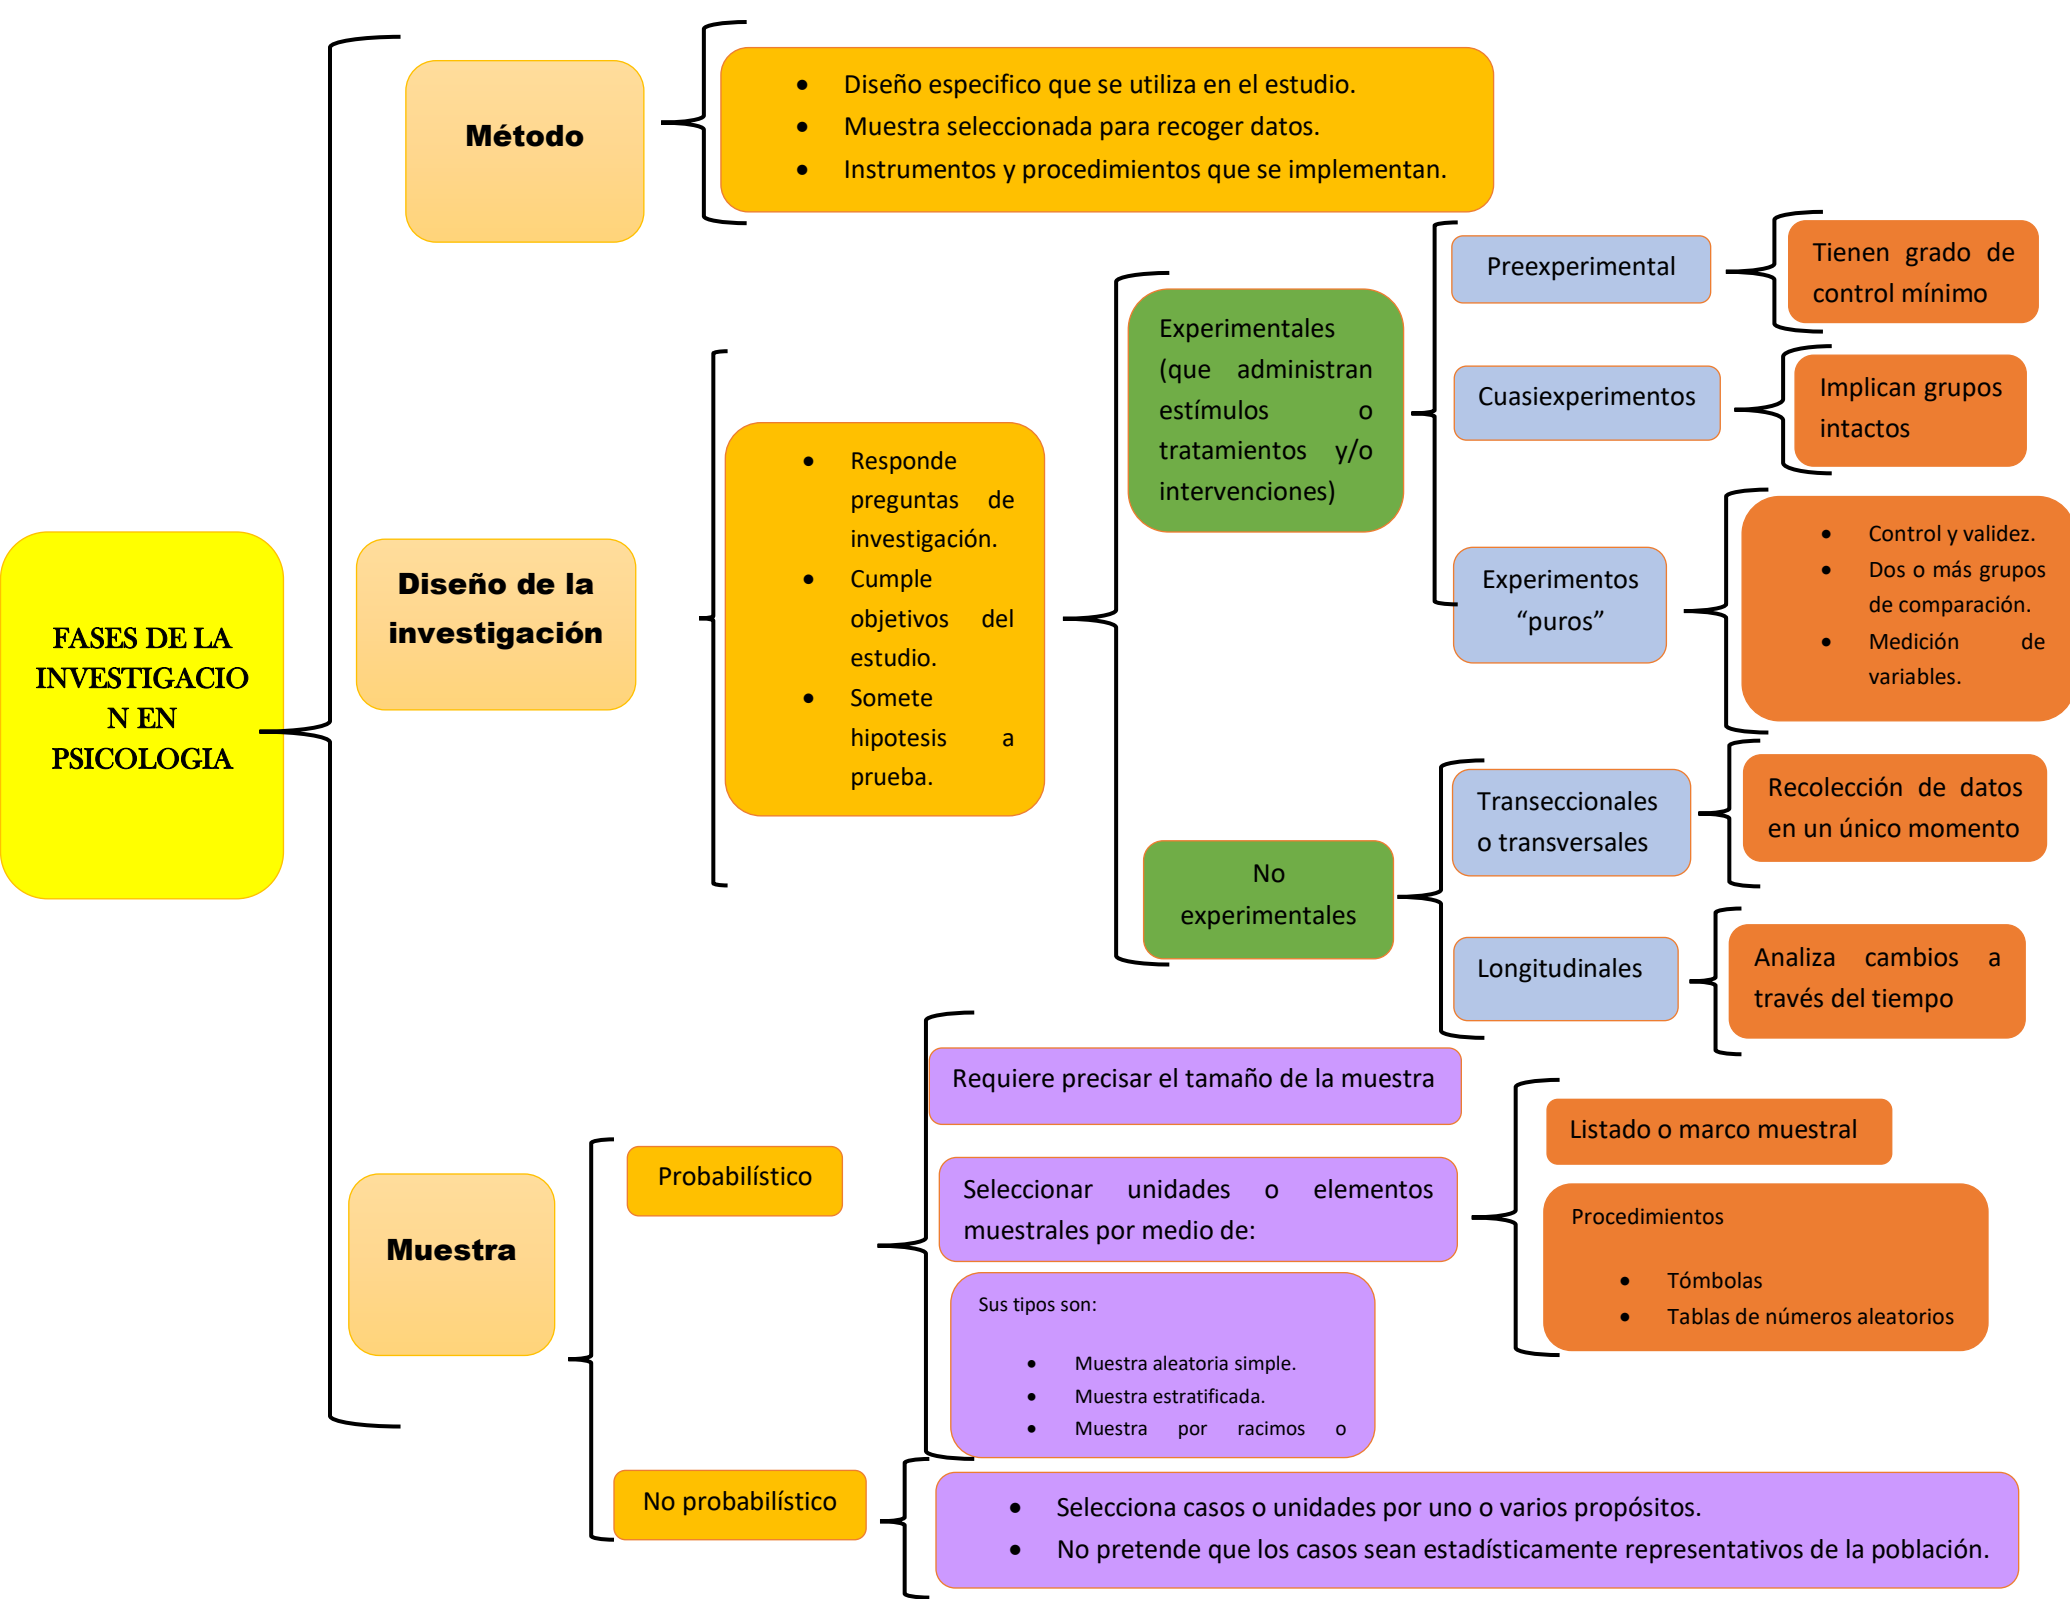 FASES DE LA
INVESTIGACIO
N EN
PSICOLOGIA
Método
• Diseño especifico que se utiliza en el estudio.
• Muestra seleccionada para recoger datos.
• Instrumentos y procedimientos que se implementan.
Diseño de la
investigación
• Responde
preguntas de
investigación.
• Cumple
objetivos del
estudio.
• Somete
hipotesis a
prueba.
Experimentales
(que administran
estímulos o
tratamientos y/o
intervenciones)
Preexperimental
Tienen grado de
control mínimo
Cuasiexperimentos
Implican grupos
intactos
Experimentos
“puros”
• Control y validez.
• Dos o más grupos
de comparación.
• Medición de
variables.
No
experimentales
Transeccionales
o transversales
Recolección de datos
en un único momento
Longitudinales
Analiza cambios a
través del tiempo
Muestra
Probabilístico
Requiere precisar el tamaño de la muestra
Seleccionar unidades o elementos
muestrales por medio de:
Listado o marco muestral
Procedimientos
• Tómbolas
• Tablas de números aleatorios
Sus tipos son:
• Muestra aleatoria simple.
• Muestra estratificada.
• Muestra por racimos o
No probabilístico
• Selecciona casos o unidades por uno o varios propósitos.
• No pretende que los casos sean estadísticamente representativos de la población.